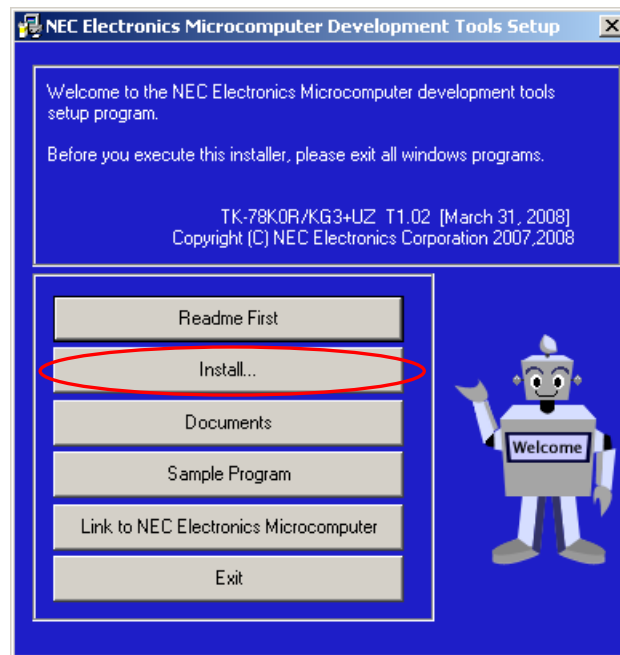 NEC Electronics Microcomputer Development Tools Setup
Welcome to the NEC Electronics Microcomputer development tools
setup program.
Before you execute this installer, please exit all windows programs.
TK-78K0R/KG3+UZ T1.02 [March 31, 2008]
Copyright (C) NEC Electronics Corporation 2007,2008
Readme First
Install...
Documents
Sample Program
Link to NEC Electronics Microcomputer
Exit
Welcome